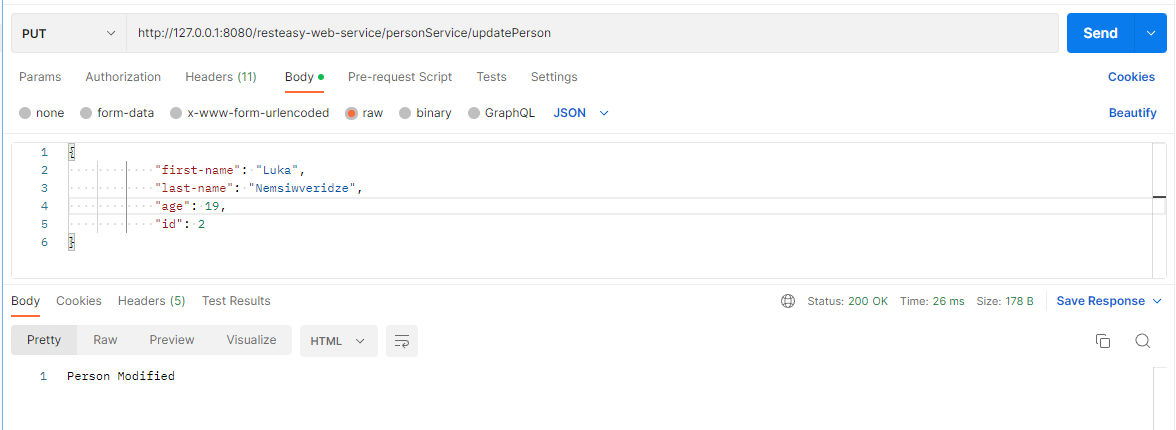 PUT http://127.0.0.1:8080/resteasy-web-service/personService/updatePerson Send
Params Authorization Headers (11) Body Pre-request Script Tests Settings Cookies
none form-data x-www-form-urlencoded raw binary GraphQL JSON Beautify
1 {
2 "first-name": "Luka",
3 "last-name": "Nemsiwveridze",
4 "age": 19,
5 "id": 2
6 }
Body Cookies Headers (5) Test Results Status: 200 OK Time: 26 ms Size: 178 B Save Response
Pretty Raw Preview Visualize HTML
1 Person Modified